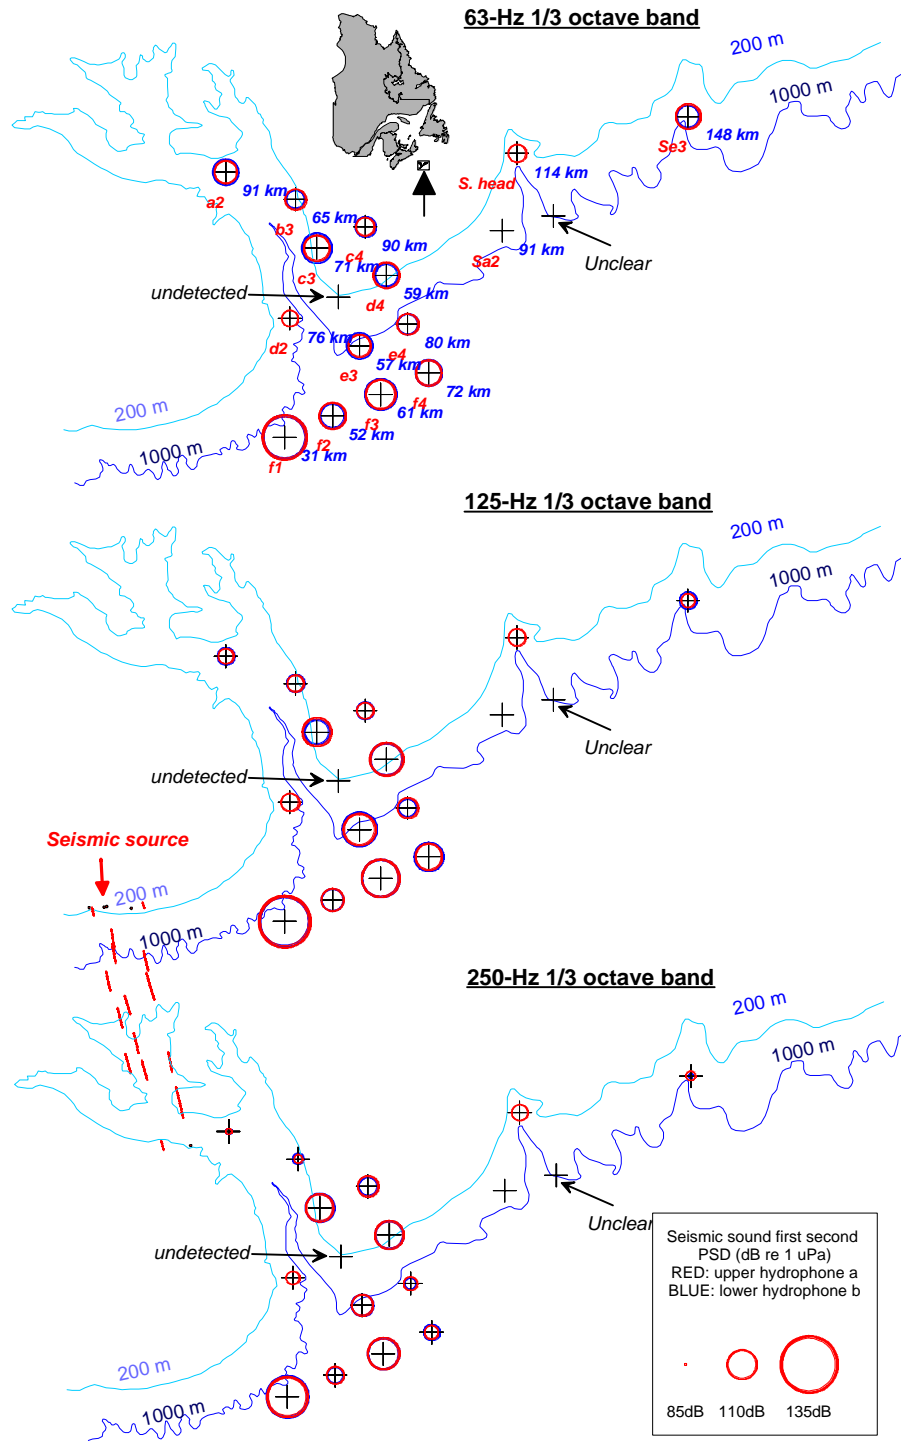 63-Hz 1/3 octave band
200 m
1000 m
148 km
Se3
114 km
S. head
91 km
a2
65 km
b3
90 km
c4
91 km
Sa2
Unclear
71 km
c3
undetected
59 km
d4
76 km
d2
80 km
e4
57 km
e3
72 km
f4
61 km
f3
52 km
f2
31 km
f1
200 m
1000 m
125-Hz 1/3 octave band
200 m
1000 m
Unclear
undetected
Seismic source
200 m
1000 m
250-Hz 1/3 octave band
200 m
1000 m
Unclear
undetected
200 m
1000 m
Seismic sound first second
PSD (dB re 1 uPa)
RED: upper hydrophone a
BLUE: lower hydrophone b
85dB 110dB 135dB